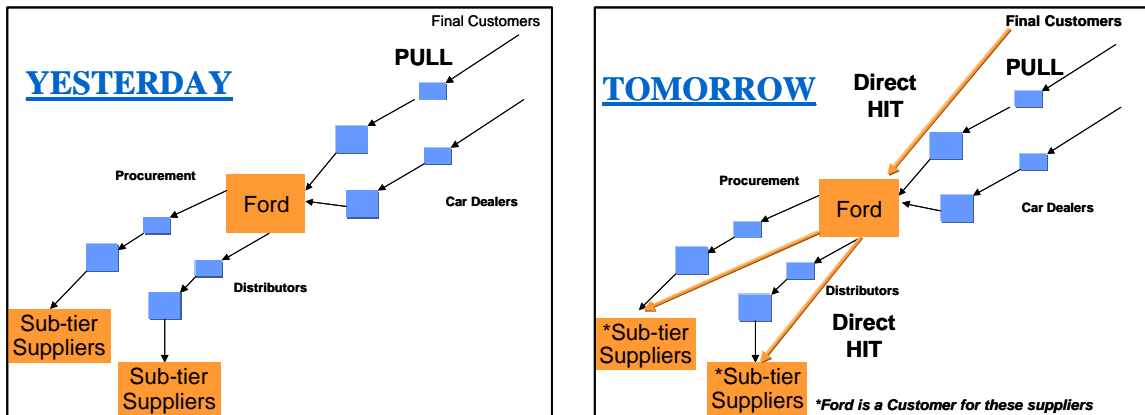 Final Customers
PULL
YESTERDAY
Procurement
Ford
Car Dealers
Distributors
Sub-tier
Suppliers
Sub-tier
Suppliers
Final Customers
PULL
Direct
HIT
TOMORROW
Procurement
Ford
Car Dealers
Distributors
*Sub-tier
Suppliers
Direct
HIT
*Sub-tier
Suppliers
*Ford is a Customer for these suppliers